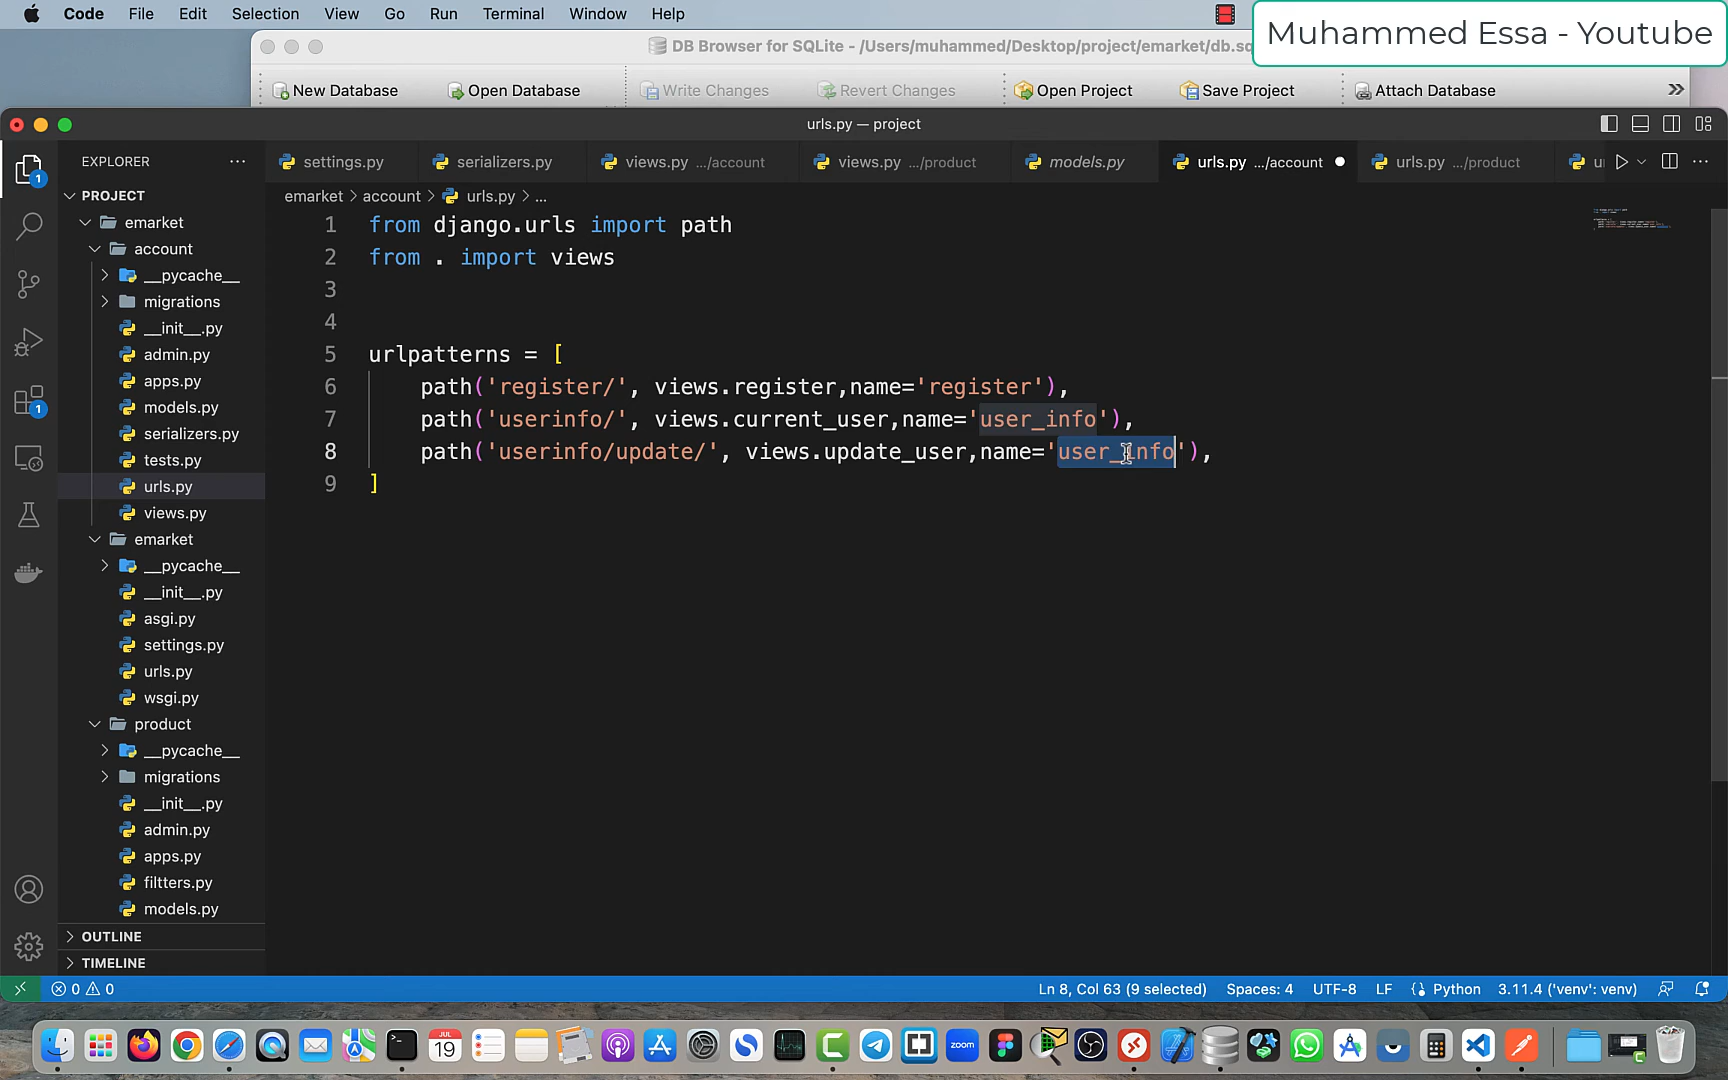 Code File Edit Selection View Go Run Terminal Window Help
Muhammed Essa - Youtube
DB Browser for SQLite - /Users/muhammed/Desktop/project/emarket/db.sq
New Database Open Database Write Changes Revert Changes Open Project Save Project Attach Database
urls.py — project
EXPLORER
settings.py serializers.py views.py .../account views.py .../product models.py urls.py .../account urls.py .../product
PROJECT
emarket > account > urls.py > ...
emarket
account
__pycache__
migrations
__init__.py
admin.py
apps.py
models.py
serializers.py
tests.py
urls.py
views.py
emarket
__pycache__
__init__.py
asgi.py
settings.py
urls.py
wsgi.py
product
__pycache__
migrations
__init__.py
admin.py
apps.py
filtters.py
models.py
OUTLINE
TIMELINE
1 from django.urls import path
2 from . import views
3
4
5 urlpatterns = [
6 path('register/', views.register,name='register'),
7 path('userinfo/', views.current_user,name='user_info'),
8 path('userinfo/update/', views.update_user,name='user_info'),
9 ]
1
1
0 0 Ln 8, Col 63 (9 selected) Spaces: 4 UTF-8 LF Python 3.11.4 ('venv': venv)
JUL
19
zoom